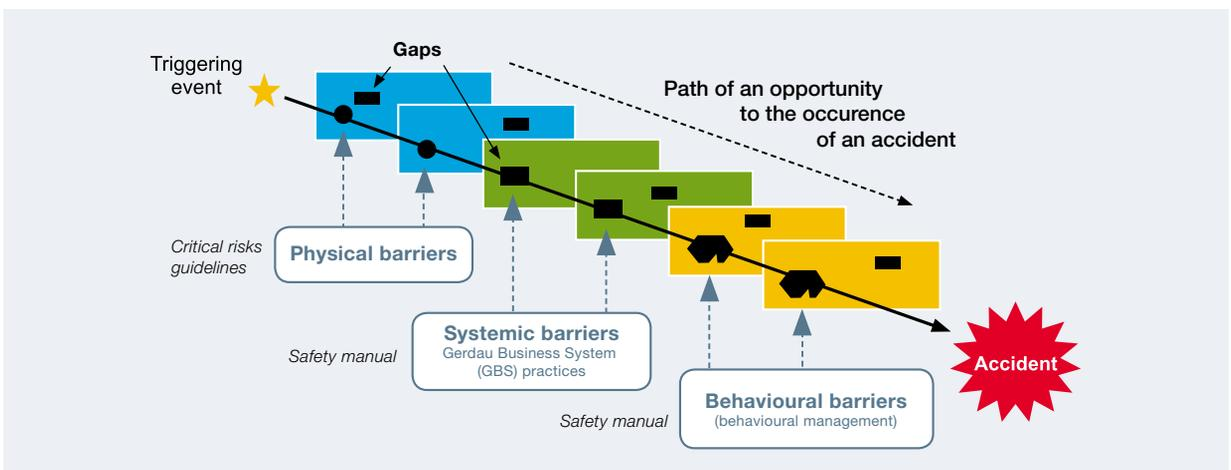 Gaps
Triggering
event
Path of an opportunity
to the occurence
of an accident
Critical risks
guidelines
Physical barriers
Safety manual
Systemic barriers
Gerdau Business System
(GBS) practices
Accident
Safety manual
Behavioural barriers
(behavioural management)